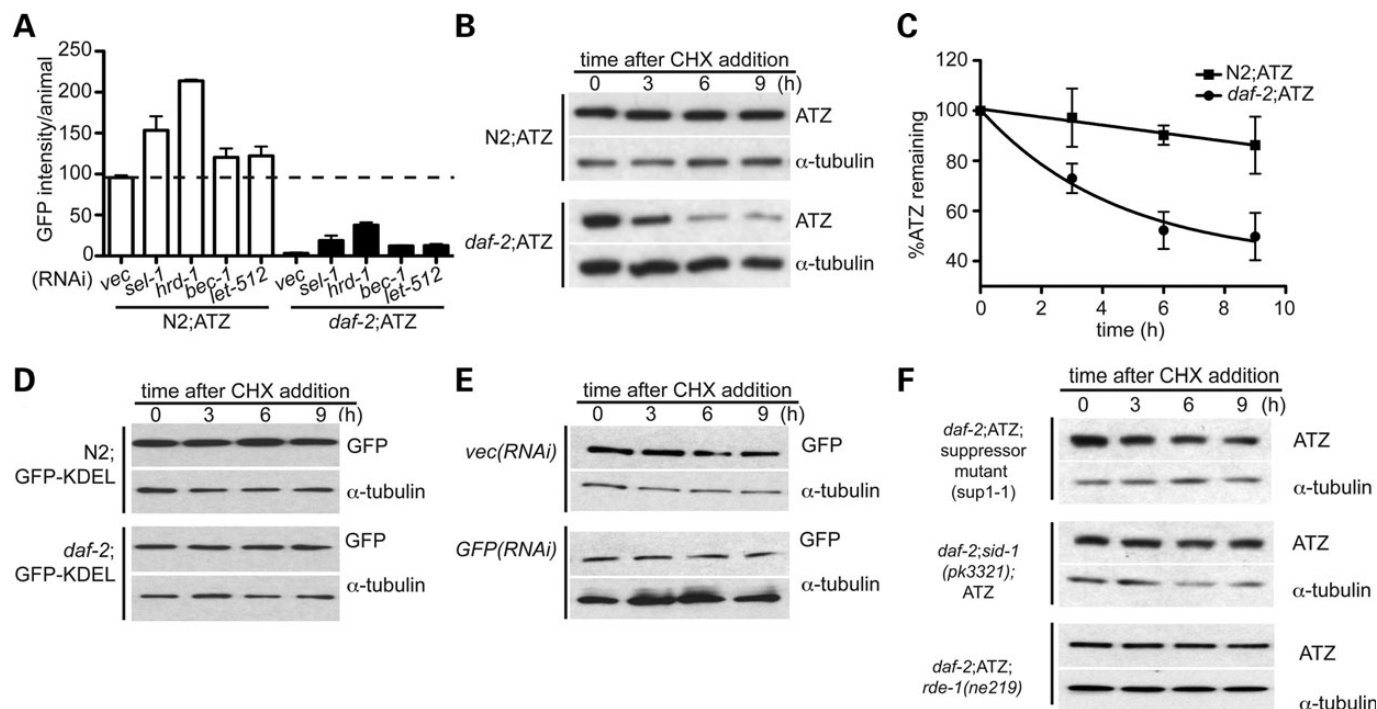 A
GFP intensity/animal
250
200
150
100
50
0
(RNAi)
vec
sel-1
hrd-1
bec-1
let-512
vec
sel-1
hrd-1
bec-1
let-512
N2;ATZ
daf-2;ATZ
B
time after CHX addition
0 3 6 9 (h)
N2;ATZ
ATZ
α-tubulin
daf-2;ATZ
ATZ
α-tubulin
C
%ATZ remaining
120
100
80
60
40
0 2 4 6 8 10
time (h)
N2;ATZ
daf-2;ATZ
D
time after CHX addition
0 3 6 9 (h)
N2;
GFP-KDEL
GFP
α-tubulin
daf-2;
GFP-KDEL
GFP
α-tubulin
E
time after CHX addition
0 3 6 9 (h)
vec(RNAi)
GFP
α-tubulin
GFP(RNAi)
GFP
α-tubulin
F
time after CHX addition
0 3 6 9 (h)
daf-2;ATZ;
suppressor
mutant
(sup1-1)
ATZ
α-tubulin
daf-2;sid-1
(pk3321);
ATZ
ATZ
α-tubulin
daf-2;ATZ;
rde-1(ne219)
ATZ
α-tubulin